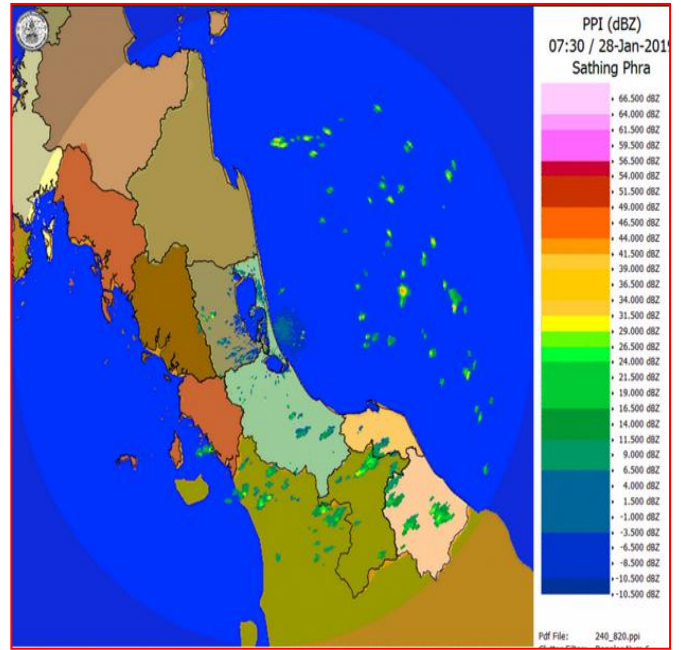 PPI (dBZ)
07:30 / 28-Jan-2019
Sathing Phra
66.500 dBZ
64.000 dBZ
61.500 dBZ
59.500 dBZ
56.500 dBZ
54.000 dBZ
51.500 dBZ
49.000 dBZ
46.500 dBZ
44.000 dBZ
41.500 dBZ
39.000 dBZ
36.500 dBZ
34.000 dBZ
31.500 dBZ
29.000 dBZ
26.500 dBZ
24.000 dBZ
21.500 dBZ
19.000 dBZ
16.500 dBZ
14.000 dBZ
11.500 dBZ
9.000 dBZ
6.500 dBZ
4.000 dBZ
1.500 dBZ
-1.000 dBZ
-3.500 dBZ
-6.500 dBZ
-8.500 dBZ
-10.500 dBZ
-10.500 dBZ
Pdf File: 240_820.ppi